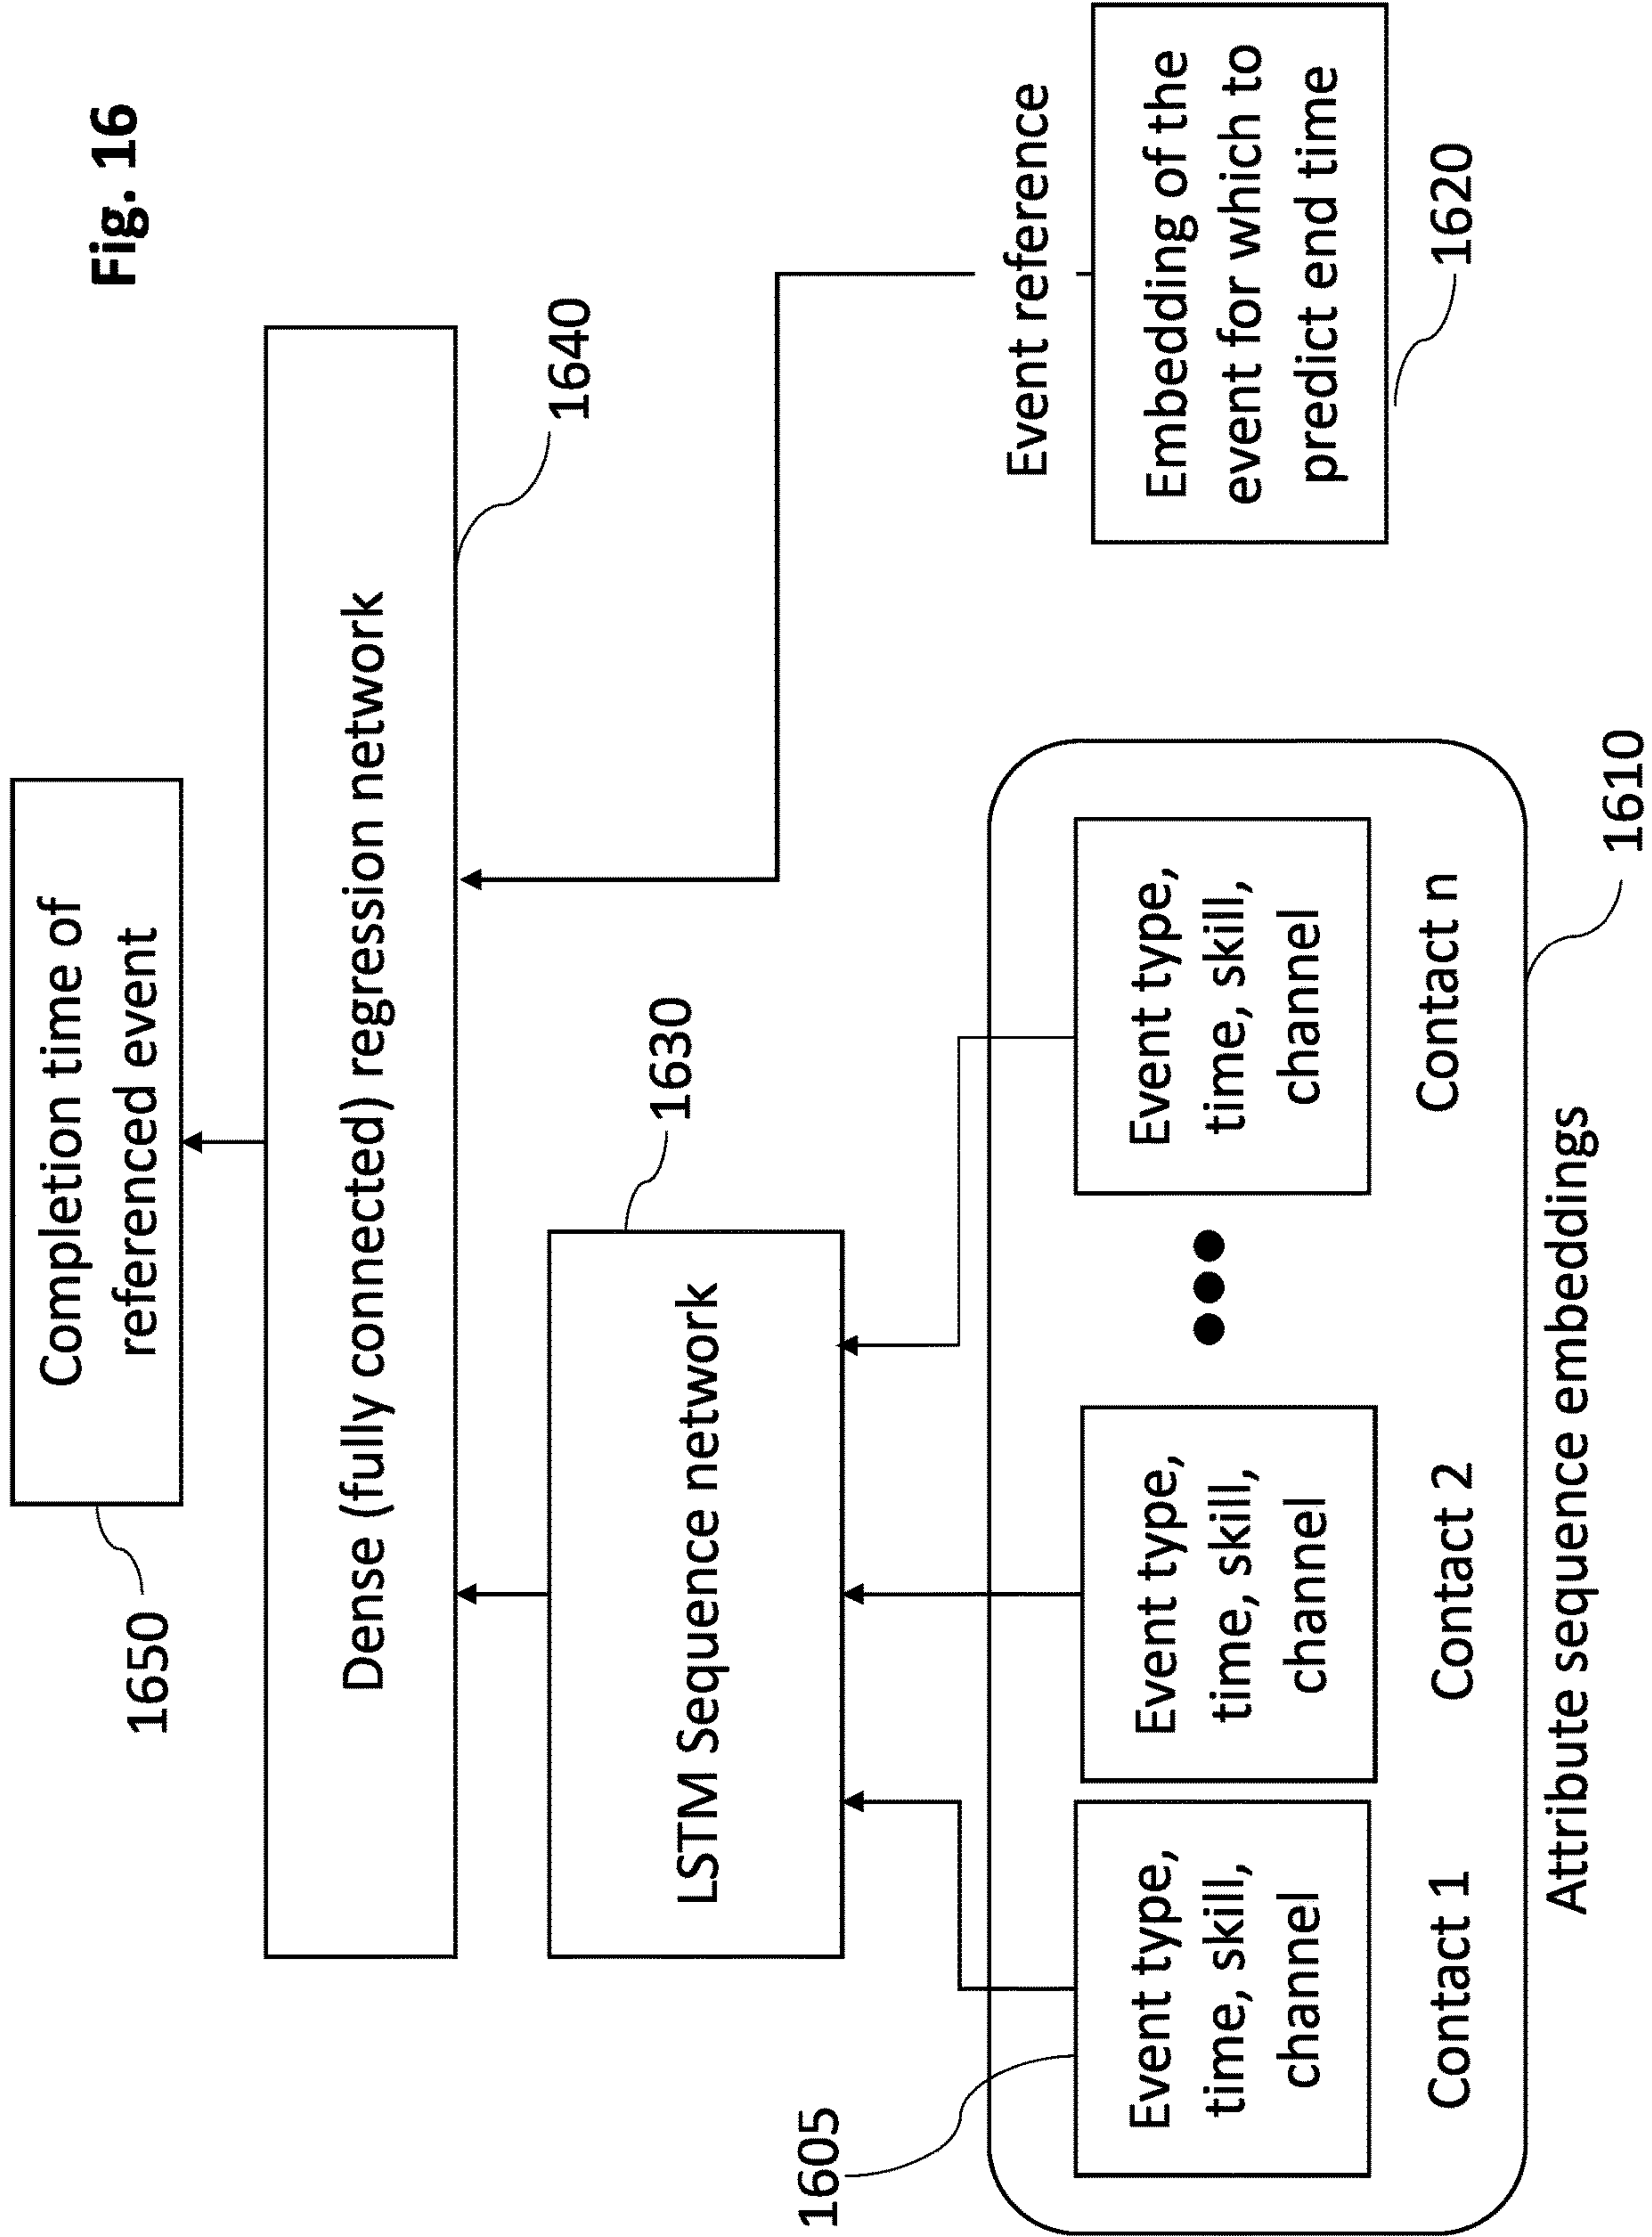 Fig. 16
Completion time of
referenced event
1650
Dense (fully connected) regression network
1640
LSTM Sequence network
1630
Event reference
Embedding of the
event for which to
predict end time
1620
1605
Event type,
time, skill,
channel
Contact 1
Event type,
time, skill,
channel
Contact 2
Event type,
time, skill,
channel
Contact n
1610
Attribute sequence embeddings